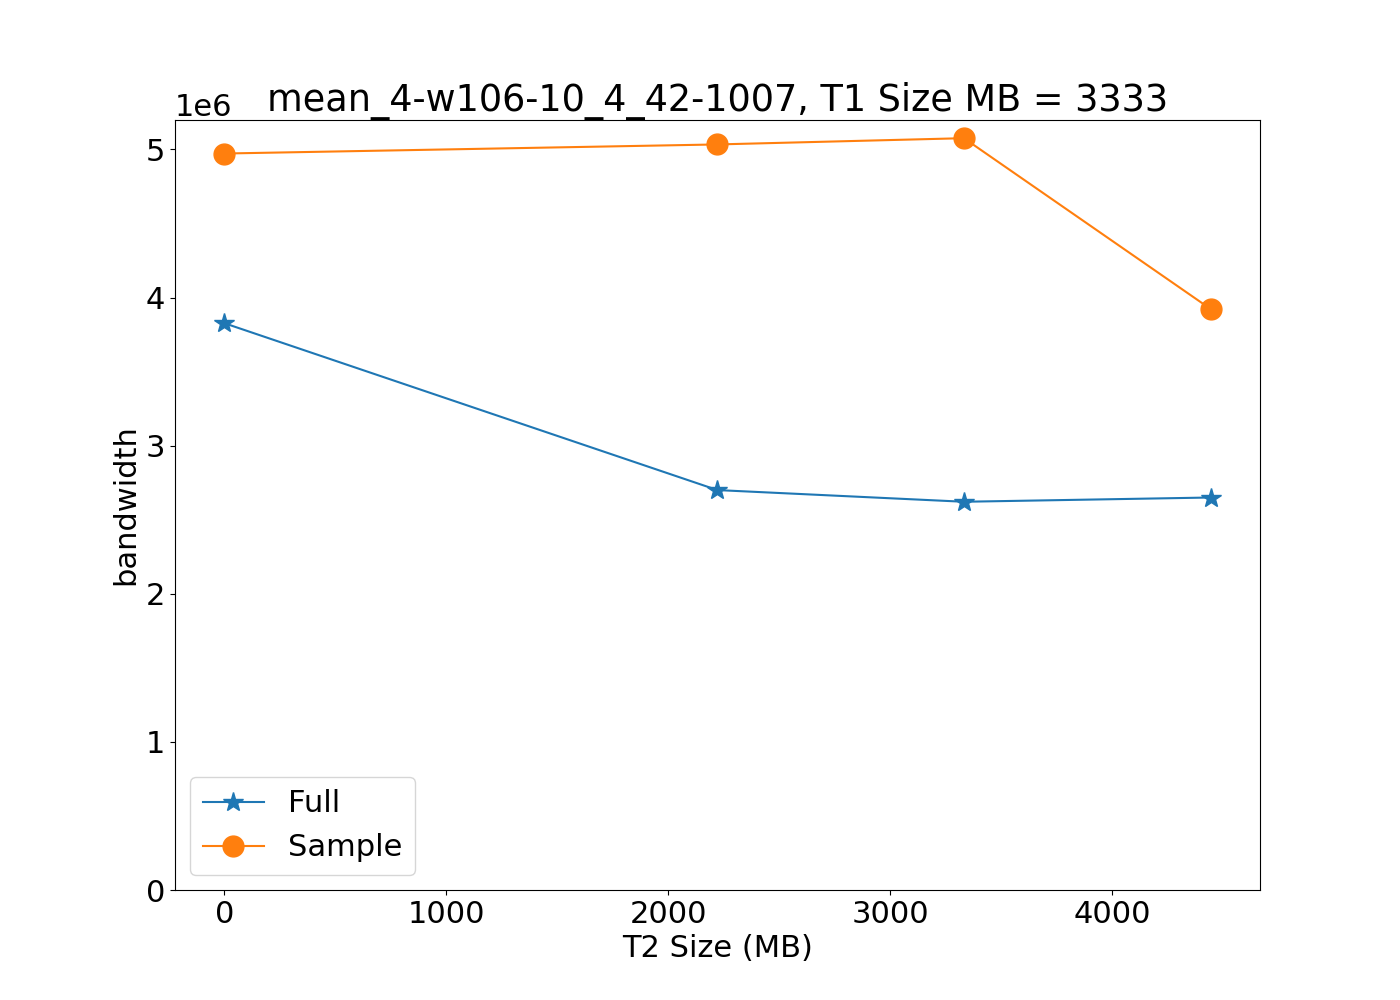 1e6
mean_4-w106-10_4_42-1007, T1 Size MB = 3333
5
4
3
2
1
0
bandwidth
Full
Sample
0 1000 2000 3000 4000
T2 Size (MB)